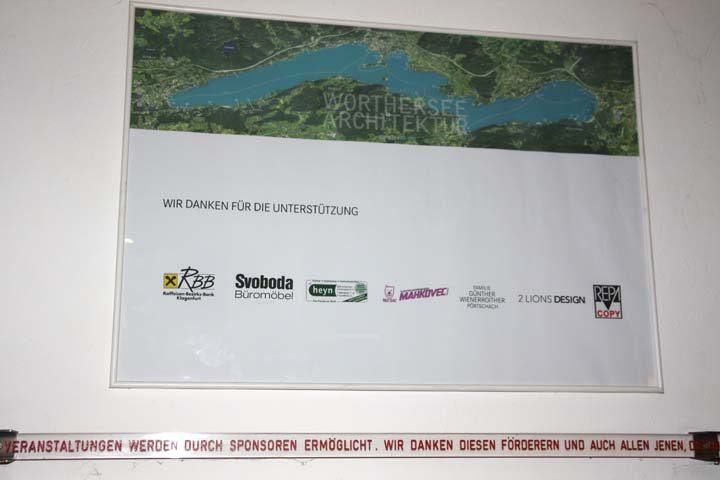 WÖRTHERSEE
ARCHITEKTUR
WIR DANKEN FÜR DIE UNTERSTÜTZUNG
RBB
Raiffeisen-Bezirks-Bank
Klagenfurt
Svoboda
Büromöbel
heyn
MAHKOVEC
FAMILIE
GÜNTHER
WIENERROITHER
PÖRTSCHACH
2 LIONS DESIGN
REPA
COPY
VERANSTALTUNGEN WERDEN DURCH SPONSOREN ERMÖGLICHT. WIR DANKEN DIESEN FÖRDERERN UND AUCH ALLEN JENEN,